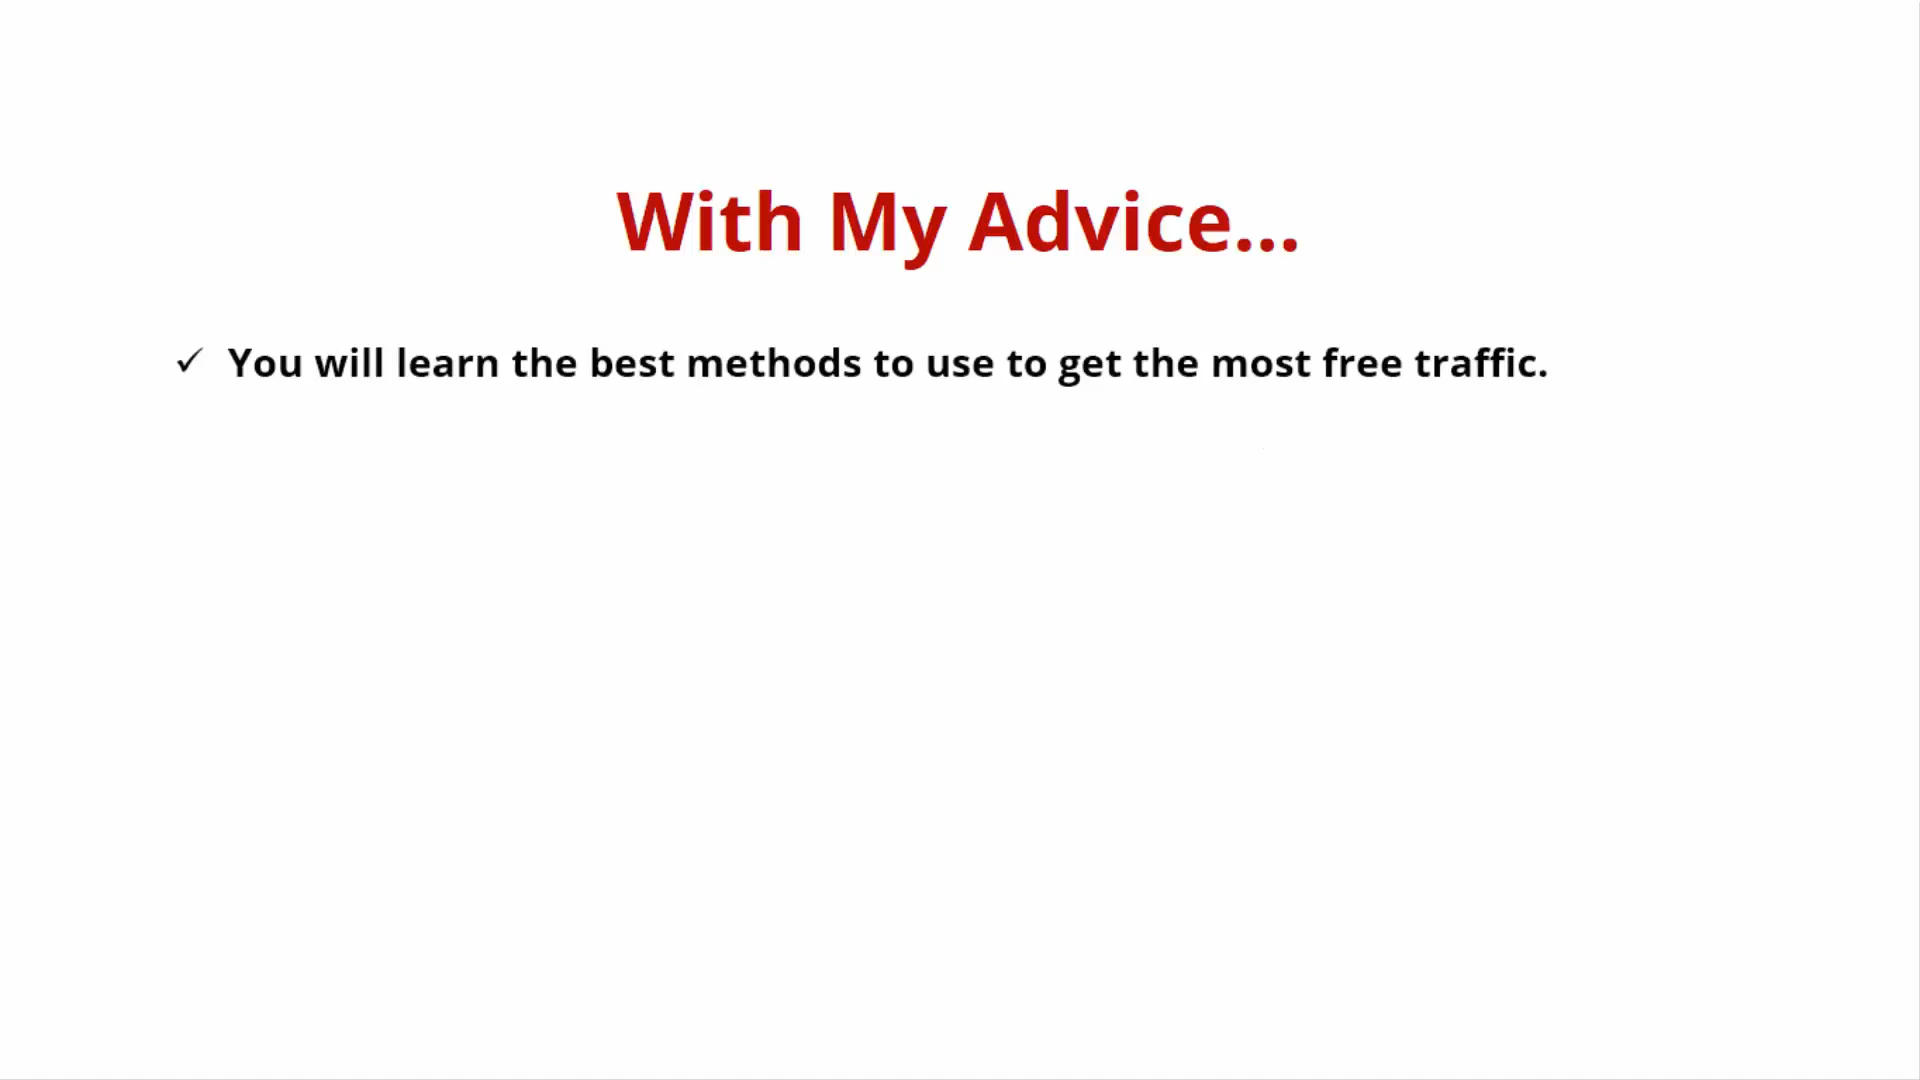 With My Advice...
✓ You will learn the best methods to use to get the most free traffic.